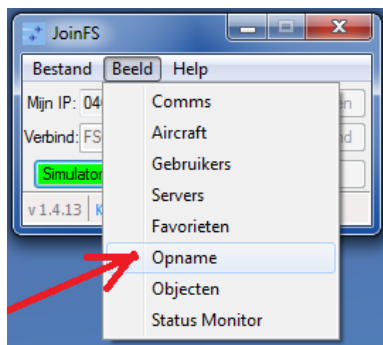 JoinFS
Bestand Beeld Help
Mijn IP: 04
Verbind: FS
Simulator
v 1.4.13
Comms
Aircraft
Gebruikers
Servers
Favorieten
Opname
Objecten
Status Monitor